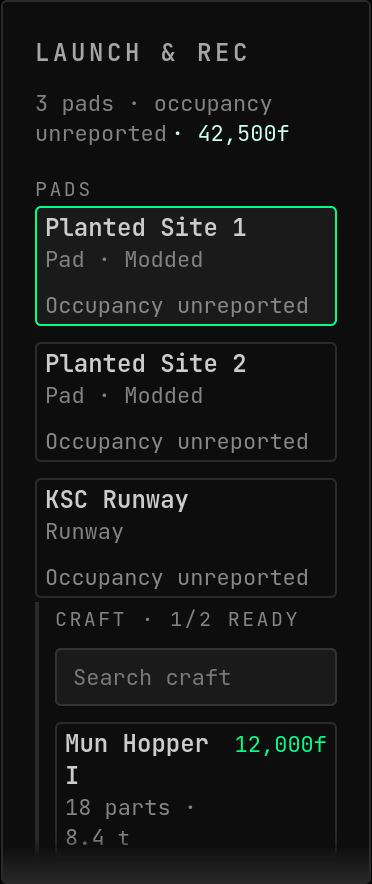 LAUNCH & REC
3 pads · occupancy
unreported · 42,500f
PADS
Planted Site 1
Pad · Modded
Occupancy unreported
Planted Site 2
Pad · Modded
Occupancy unreported
KSC Runway
Runway
Occupancy unreported
CRAFT · 1/2 READY
Search craft
Mun Hopper 12,000f
I
18 parts ·
8.4 t